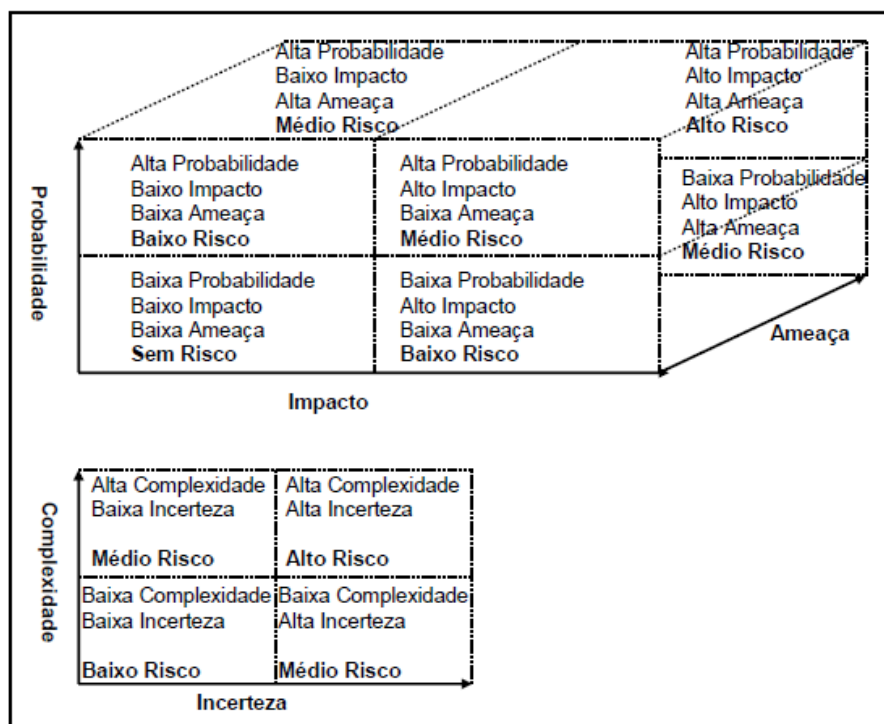 Alta Probabilidade
Baixo Impacto
Alta Ameaça
Médio Risco
Alta Probabilidade
Alto Impacto
Alta Ameaça
Alto Risco
Probabilidade
Alta Probabilidade
Baixo Impacto
Baixa Ameaça
Baixo Risco
Alta Probabilidade
Alto Impacto
Baixa Ameaça
Médio Risco
Baixa Probabilidade
Alto Impacto
Alta Ameaça
Médio Risco
Baixa Probabilidade
Baixo Impacto
Baixa Ameaça
Sem Risco
Baixa Probabilidade
Alto Impacto
Baixa Ameaça
Baixo Risco
Ameaça
Impacto
Complexidade
Alta Complexidade
Baixa Incerteza
Médio Risco
Alta Complexidade
Alta Incerteza
Alto Risco
Baixa Complexidade
Baixa Incerteza
Baixo Risco
Baixa Complexidade
Alta Incerteza
Médio Risco
Incerteza